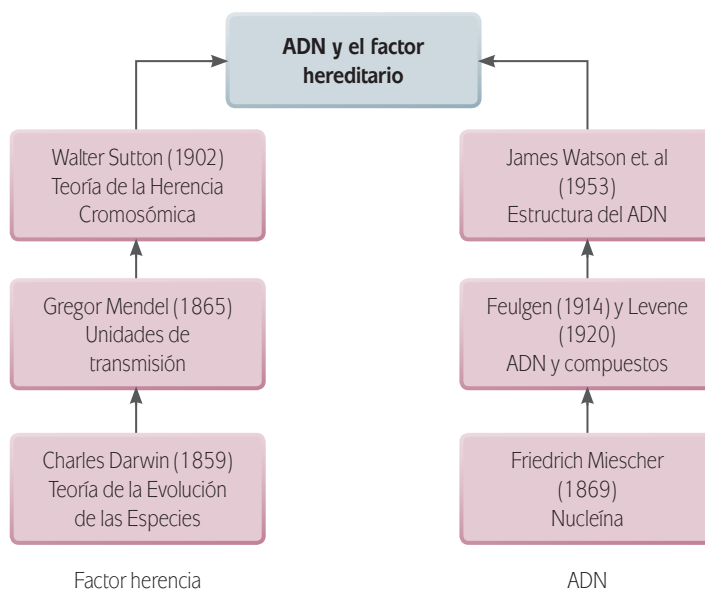 ADN y el factor
hereditario
Walter Sutton (1902)
Teoría de la Herencia
Cromosómica
James Watson et. al
(1953)
Estructura del ADN
Gregor Mendel (1865)
Unidades de
transmisión
Feulgen (1914) y Levene
(1920)
ADN y compuestos
Charles Darwin (1859)
Teoría de la Evolución
de las Especies
Friedrich Miescher
(1869)
Nucleína
Factor herencia
ADN